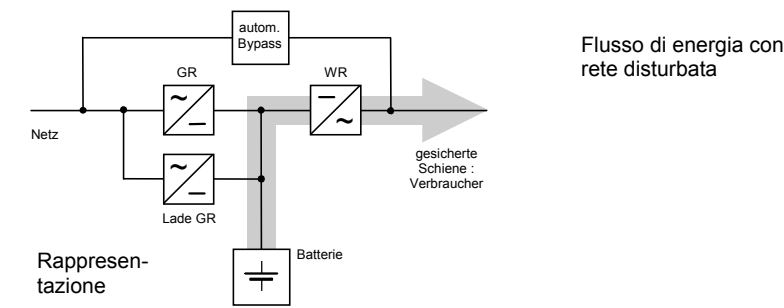 autom.
Bypass
Flusso di energia con
rete disturbata
GR
WR
Netz
gesicherte
Schiene :
Verbraucher
Lade GR
Rappresen-
tazione
Batterie